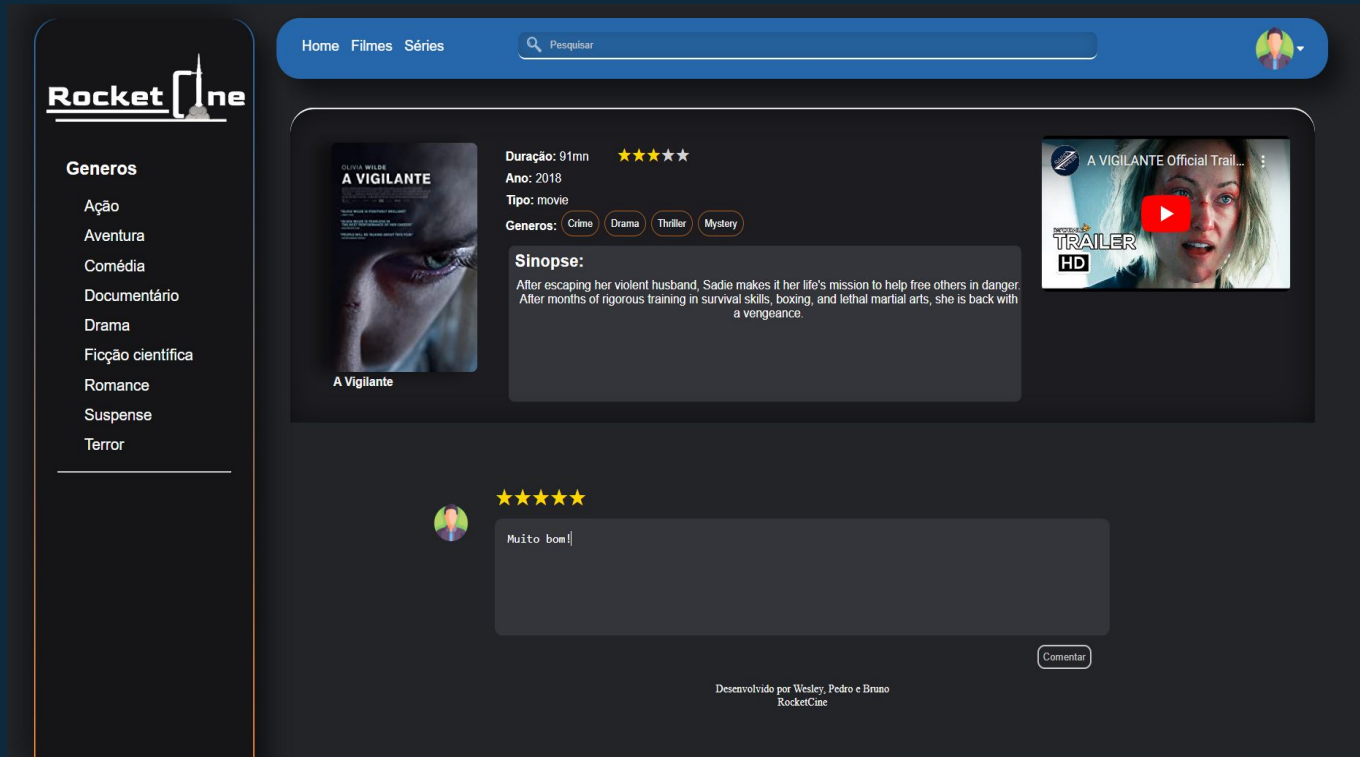 Rocket Cine
Generos
Ação
Aventura
Comédia
Documentário
Drama
Ficção científica
Romance
Suspense
Terror
Home Filmes Séries
Pesquisar
OLIVIA WILDE
A VIGILANTE
A Vigilante
Duração: 91mn ★★★★★
Ano: 2018
Tipo: movie
Generos: Crime Drama Thriller Mystery
Sinopse:
After escaping her violent husband, Sadie makes it her life's mission to help free others in danger.
After months of rigorous training in survival skills, boxing, and lethal martial arts, she is back with
a vengeance.
A VIGILANTE Official Trail...
TRAILER
HD
★★★★★
Muito bom!
Comentar
Desenvolvido por Wesley, Pedro e Bruno
RocketCine